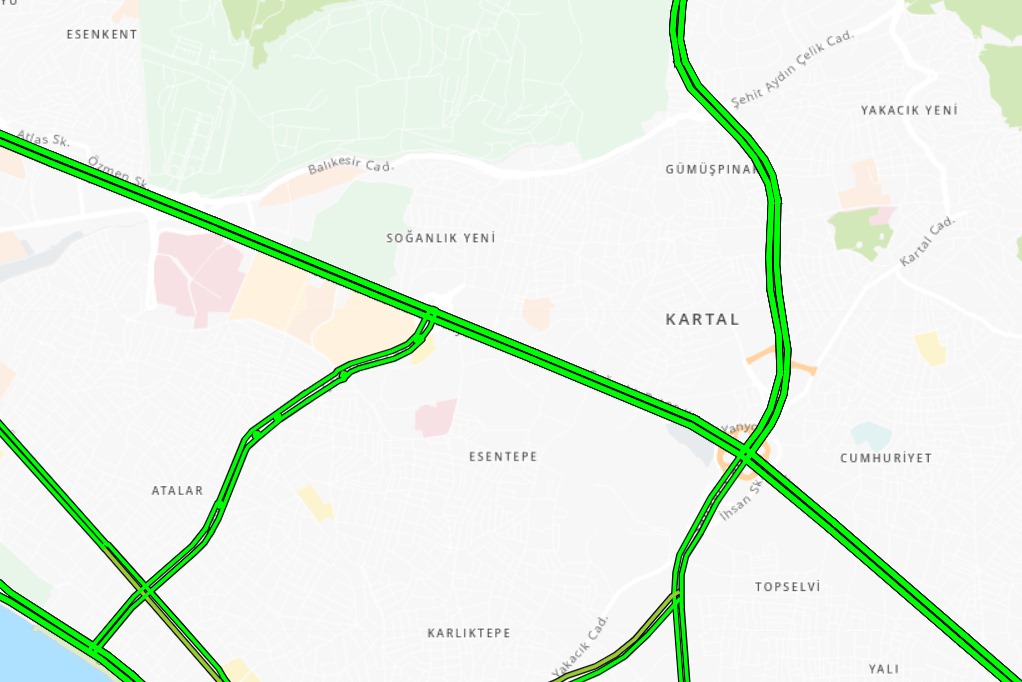 ESENKENT
Şehit Aydın Çelik Cad.
YAKACIK YENİ
Atlas Sk.
Özmen Sk.
Balıkesir Cad.
GÜMÜŞPINAR
SOĞANLIK YENİ
Kartal Cad.
KARTAL
Yanyol
ESENTEPE
CUMHURİYET
ATALAR
İhsan Sk.
TOPSELVİ
KARLIKTEPE
Yakacık Cad.
YALI